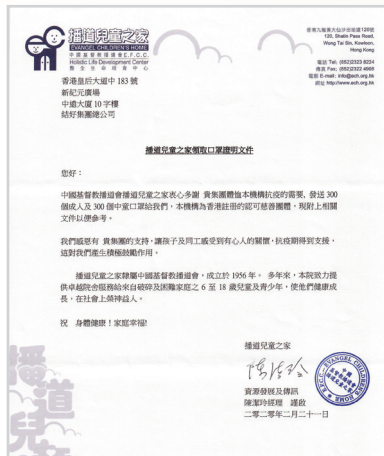 播道兒童之家
EVANGEL CHILDREN'S HOME
中國基督教播道會E.F.C.C.
Holistic Life Development Center
整全生命培育中心
香港九龍黃大仙沙田坳道120號
120, Shatin Pass Road,
Wong Tai Sin, Kowloon,
Hong Kong
電話 Tel: (852)2323 8224
傳真 Fax: (852)2322 4900
電郵 E-mail: info@ech.org.hk
網址 http://www.ech.org.hk
香港皇后大道中 183 號
新紀元廣場
中遠大廈 10 字樓
結好集團總公司
播道兒童之家領取口罩證明文件
您好：
中國基督教播道會播道兒童之家衷心多謝 貴集團體恤本機構抗疫的需要, 發送 300
個成人及 300 個中童口罩給我們，本機構為香港註冊的認可慈善團體，現附上相關
文件以便參考。
我們感恩有 貴集團的支持，讓孩子及同工感受到有心人的關懷，抗疫期得到支援，
這對我們產生積極鼓勵作用。
播道兒童之家隸屬中國基督教播道會，成立於 1956 年。 多年來，本院致力提
供卓越院舍服務給來自破碎及困難家庭之 6 至 18 歲兒童及青少年，使他們健康成
長，在社會上榮神益人。
祝 身體健康！家庭幸福!
播道兒童之家
陳潔玲
資源發展及傳訊
陳潔玲經理 謹啟
二零二零年二月二十一日
EVANGEL CHILDREN'S HOME
E.F.C.C.
播
道
兒